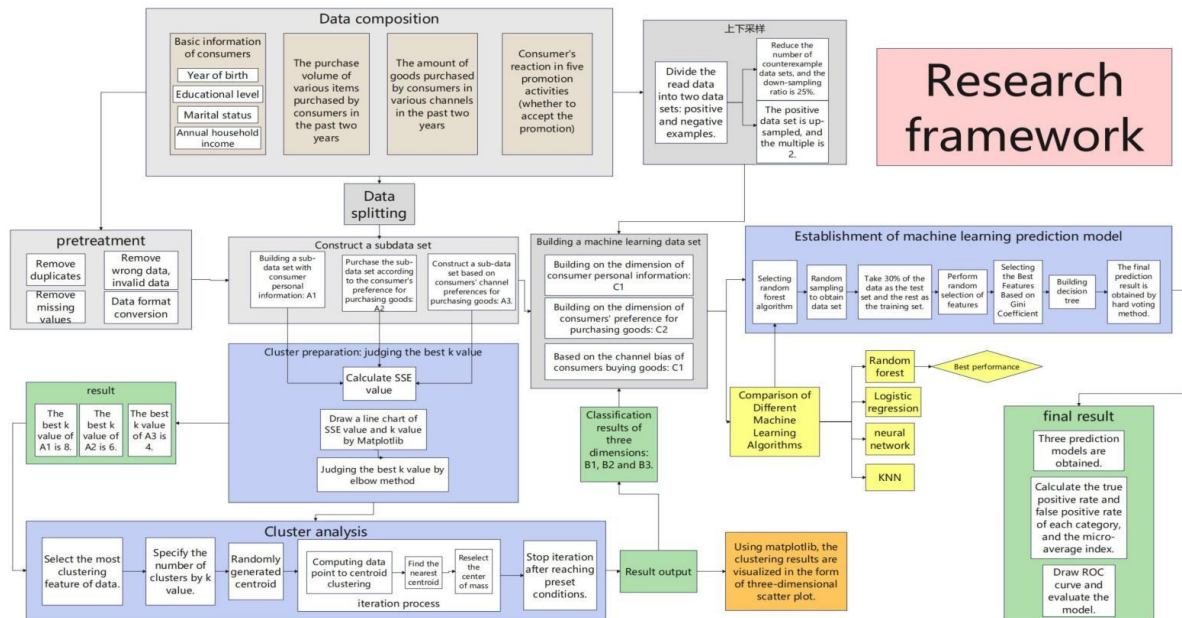 Data composition
Basic information
of consumers
Year of birth
Educational level
Marital status
Annual household
income
The purchase
volume of
various items
purchased by
consumers in
the past two
years
The amount of
goods purchased
by consumers in
various channels
in the past two
years
Consumer's
reaction in five
promotion
activities
(whether to
accept the
promotion)
上下采样
Divide the
read data
into two data
sets: positive
and negative
examples.
Reduce the
number of
counterexample
data sets, and the
down-sampling
ratio is 25%.
The positive
data set is up-
sampled, and
the multiple is
2.
Research
framework
Data
splitting
pretreatment
Remove
duplicates
Remove
wrong data,
invalid data
Remove
missing
values
Data format
conversion
Construct a subdata set
Building a sub-
data set with
consumer
personal
information: A1
Purchase the sub-
data set according
to the consumer's
preference for
purchasing goods:
A2
Construct a sub-data
set based on
consumers' channel
preferences for
purchasing goods: A3.
Building a machine learning data set
Building on the dimension of
consumer personal information:
C1
Building on the dimension of
consumers' preference for
purchasing goods: C2
Based on the channel bias of
consumers buying goods: C1
Establishment of machine learning prediction model
Selecting
random
forest
algorithm
Random
sampling
to obtain
data set
Take 30% of the
data as the test
set and the rest as
the training set.
Perform
random
selection of
features
Selecting
the Best
Features
Based on
Gini
Coefficient
Building
decision
tree
The final
prediction
result is
obtained by
hard voting
method.
Cluster preparation: judging the best k value
Calculate SSE
value
Draw a line chart of
SSE value and k value
by Matplotlib
Judging the best k value by
elbow method
result
The
best k
value of
A1 is 8.
The
best k
value of
A2 is 6.
The best
k value
of A3 is
4.
Classification
results of
three
dimensions:
B1, B2 and B3.
Comparison of
Different
Machine
Learning
Algorithms
Random
forest
Best performance
Logistic
regression
neural
network
KNN
final result
Three prediction
models are
obtained.
Calculate the true
positive rate and
false positive rate
of each category,
and the micro-
average index.
Draw ROC
curve and
evaluate the
model.
Cluster analysis
Select the most
clustering
feature of data.
Specify the
number of
clusters by k
value.
Randomly
generated
centroid
Computing data
point to centroid
clustering
Find the
nearest
centroid
Reselect
the
center of
mass
iteration process
Stop iteration
after reaching
preset
conditions.
Result output
Using matplotlib, the
clustering results are
visualized in the
form of
three-dimensional
scatter plot.